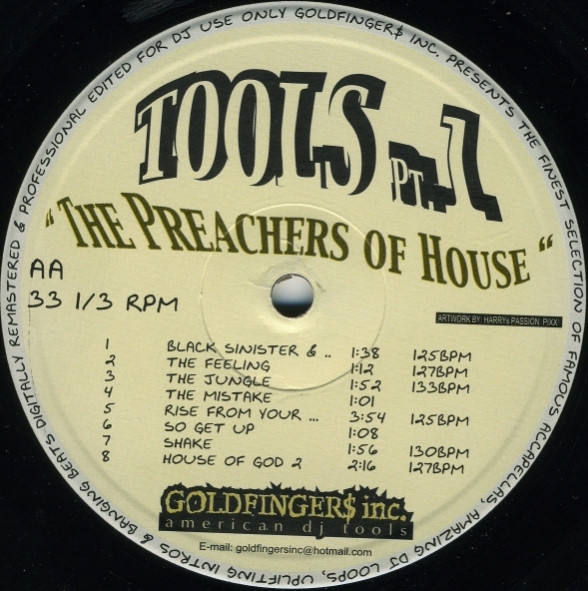 DIGITALLY REMASTERED & PROFESSIONAL EDITED FOR DJ USE ONLY GOLDFINGER$ INC. PRESENTS THE FINEST SELECTION OF FAMOUS ACCAPELLAS, AMAZING DJ LOOPS, UPLIFTING INTROS & BANGING BEATS-
TOOLS PT. 1
"THE PREACHERS OF HOUSE"
AA
33 1/3 RPM
ARTWORK BY: HARRYs PASSION PIXX
1 BLACK SINISTER & .. 1:38 125BPM
2 THE FEELING 1:12 127BPM
3 THE JUNGLE 1:52 133BPM
4 THE MISTAKE 1:01
5 RISE FROM YOUR ... 3:54 125BPM
6 SO GET UP 1:08
7 SHAKE 1:56 130BPM
8 HOUSE OF GOD 2 2:16 127BPM
GOLDFINGER$ inc.
american dj tools
E-mail: goldfingersinc@hotmail.com